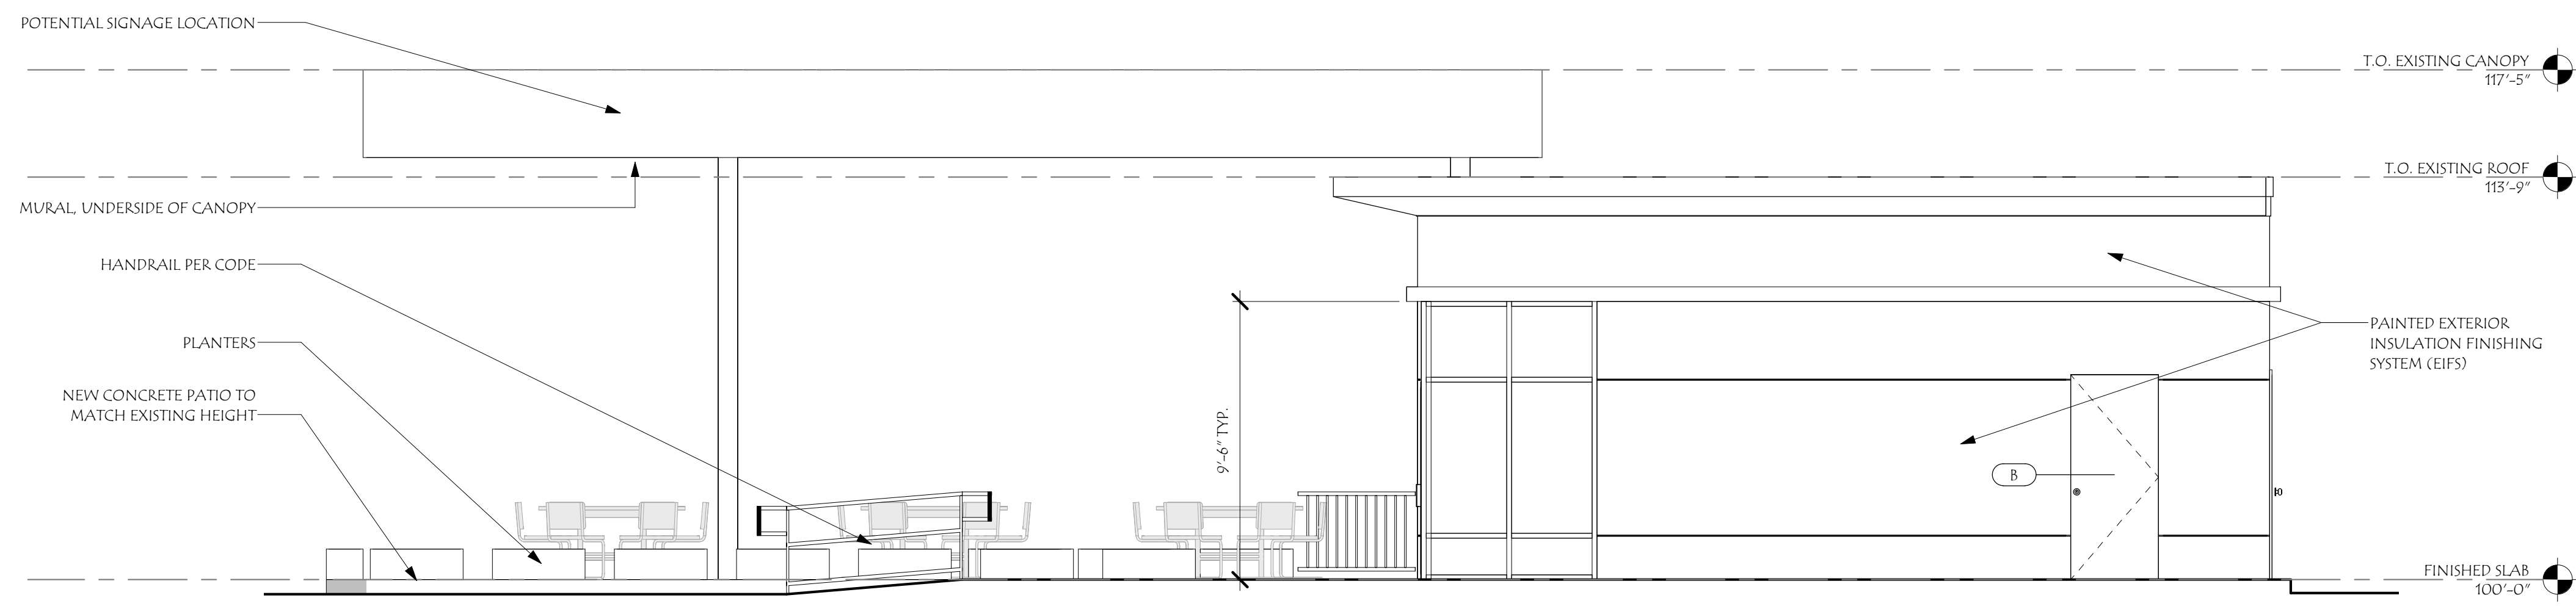 POTENTIAL SIGNAGE LOCATION
T.O. EXISTING CANOPY
117'-5"
T.O. EXISTING ROOF
113'-9"
MURAL, UNDERSIDE OF CANOPY
HANDRAIL PER CODE
PLANTERS
NEW CONCRETE PATIO TO
MATCH EXISTING HEIGHT
9'-6" TYP.
PAINTED EXTERIOR
INSULATION FINISHING
SYSTEM (EIFS)
B
FINISHED SLAB
100'-0"